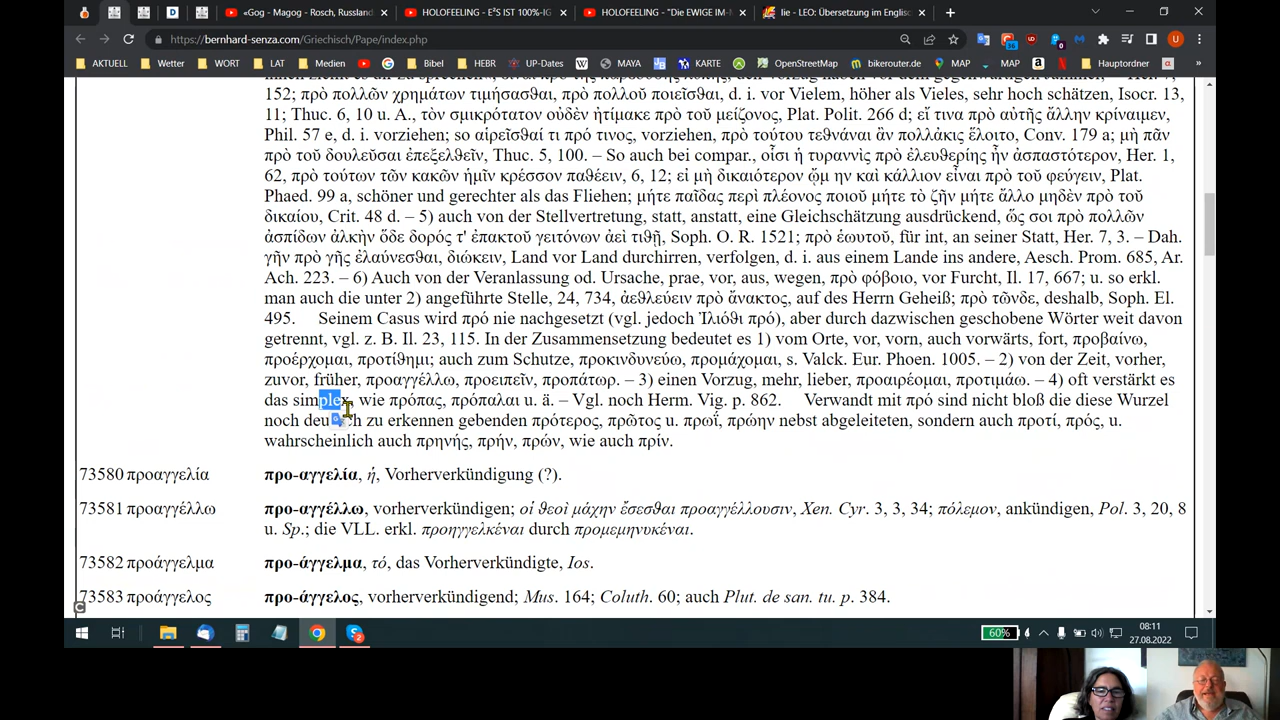 «Gog - Magog - Rosch, Russland.
HOLOFEELING - E²S IST 100%-IG
HOLOFEELING - "Die EWIGE IM-M
lie - LEO: Übersetzung im Englisc
https://bernhard-senza.com/Griechisch/Pape/index.php
AKTUELL Wetter WORT LAT Medien Bibel HEBR UP-Dates MAYA KARTE OpenStreetMap bikerouter.de MAP MAP Hauptordner
152; πρὸ πολλῶν χρημάτων τιμήσασθαι, πρὸ πολλοῦ ποιεῖσθαι, d. i. vor Vielem, höher als Vieles, sehr hoch schätzen, Isocr. 13,
11; Thuc. 6, 10 u. A., τὸν σμικρότατον οὐδὲν ἠτίμακε πρὸ τοῦ μείζονος, Plat. Polit. 266 d; εἴ τινα πρὸ αὐτῆς ἄλλην κρίναιμεν,
Phil. 57 e, d. i. vorziehen; so αἱρεῖσθαί τι πρό τινος, vorziehen, πρὸ τούτου τεθνάναι ἂν πολλάκις ἕλοιτο, Conv. 179 a; μὴ πᾶν
πρὸ τοῦ δουλεῦσαι ἐπεξελθεῖν, Thuc. 5, 100. – So auch bei compar., οἷσι ἡ τυραννὶς πρὸ ἐλευθερίης ἦν ἀσπαστότερον, Her. 1,
62, πρὸ τούτων τῶν κακῶν ἡμῖν κρέσσον παθέειν, 6, 12; εἰ μὴ δικαιότερον ᾤμ ην καὶ κάλλιον εἶναι πρὸ τοῦ φεύγειν, Plat.
Phaed. 99 a, schöner und gerechter als das Fliehen; μήτε παῖδας περὶ πλέονος ποιοῦ μήτε τὸ ζῆν μήτε ἄλλο μηδὲν πρὸ τοῦ
δικαίου, Crit. 48 d. – 5) auch von der Stellvertretung, statt, anstatt, eine Gleichschätzung ausdrückend, ὥς σοι πρὸ πολλῶν
ἀσπίδων ἀλκὴν ὅδε δορός τ' ἐπακτοῦ γειτόνων ἀεὶ τιθῇ, Soph. O. R. 1521; πρὸ ἑωυτοῦ, für int, an seiner Statt, Her. 7, 3. – Dah.
γῆν πρὸ γῆς ἐλαύνεσθαι, διώκειν, Land vor Land durchirren, verfolgen, d. i. aus einem Lande ins andere, Aesch. Prom. 685, Ar.
Ach. 223. – 6) Auch von der Veranlassung od. Ursache, prae, vor, aus, wegen, πρὸ φόβοιο, vor Furcht, Il. 17, 667; u. so erkl.
man auch die unter 2) angeführte Stelle, 24, 734, ἀεθλεύειν πρὸ ἄνακτος, auf des Herrn Geheiß; πρὸ τῶνδε, deshalb, Soph. El.
495. Seinem Casus wird πρό nie nachgesetzt (vgl. jedoch Ἰλιόθι πρό), aber durch dazwischen geschobene Wörter weit davon
getrennt, vgl. z. B. Il. 23, 115. In der Zusammensetzung bedeutet es 1) vom Orte, vor, vorn, auch vorwärts, fort, προβαίνω,
προέρχομαι, προτίθημι; auch zum Schutze, προκινδυνεύω, προμάχομαι, s. Valck. Eur. Phoen. 1005. – 2) von der Zeit, vorher,
zuvor, früher, προαγγέλλω, προειπεῖν, προπάτωρ. – 3) einen Vorzug, mehr, lieber, προαιρέομαι, προτιμάω. – 4) oft verstärkt es
das simplex, wie πρόπας, πρόπαλαι u. ä. – Vgl. noch Herm. Vig. p. 862. Verwandt mit πρό sind nicht bloß die diese Wurzel
noch deutlich zu erkennen gebenden πρότερος, πρῶτος u. πρωΐ, πρώην nebst abgeleiteten, sondern auch προτί, πρός, u.
wahrscheinlich auch πρηνής, πρήν, πρών, wie auch πρίν.
73580 προαγγελία προ-αγγελία, ἡ, Vorherverkündigung (?).
73581 προαγγέλλω προ-αγγέλλω, vorherverkündigen; οἱ θεοὶ μάχην ἔσεσθαι προαγγέλλουσιν, Xen. Cyr. 3, 3, 34; πόλεμον, ankündigen, Pol. 3, 20, 8
u. Sp.; die VLL. erkl. προηγγελκέναι durch προμεμηνυκέναι.
73582 προάγγελμα προ-άγγελμα, τό, das Vorherverkündigte, Ios.
73583 προάγγελος προ-άγγελος, vorherverkündigend; Mus. 164; Coluth. 60; auch Plut. de san. tu. p. 384.
60%
08:11
27.08.2022